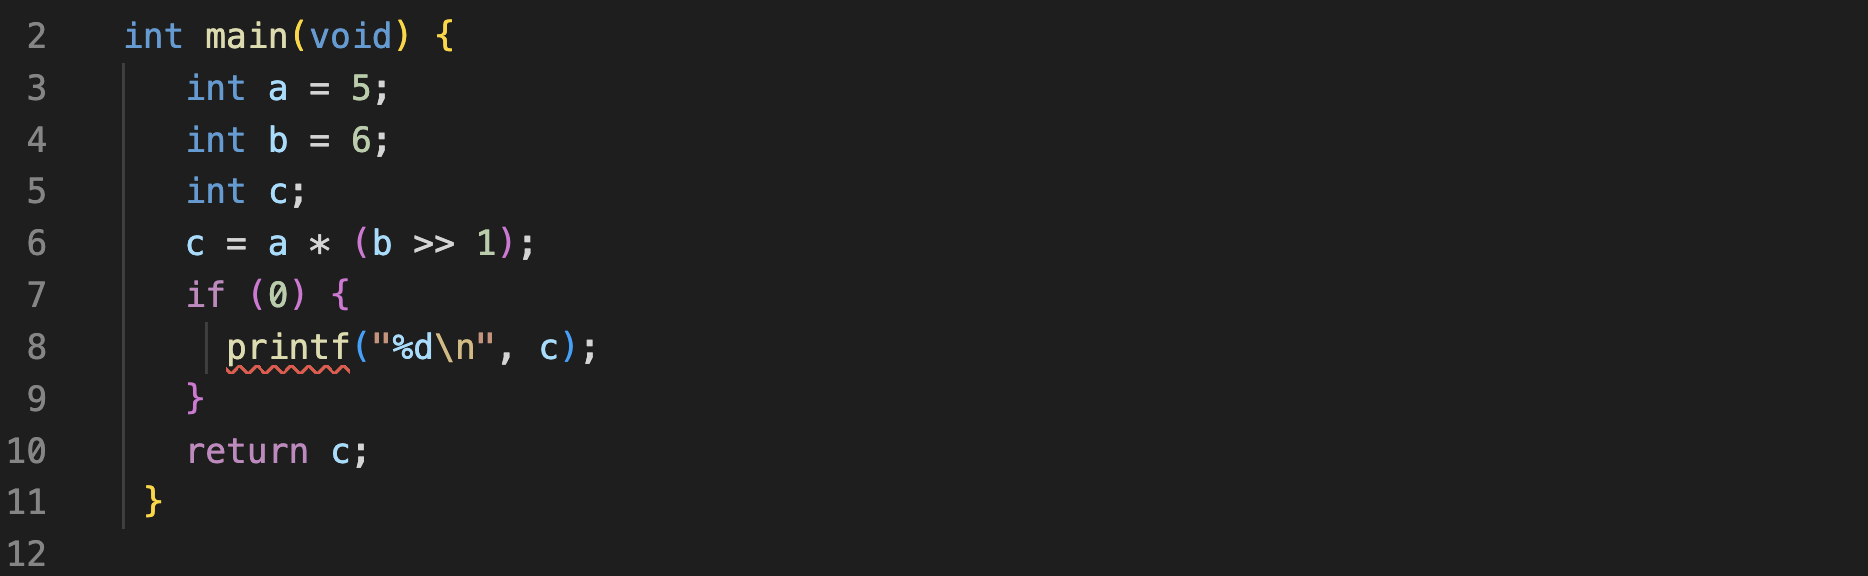 2 int main(void) {
3 int a = 5;
4 int b = 6;
5 int c;
6 c = a * (b >> 1);
7 if (0) {
8 printf("%d\n", c);
9 }
10 return c;
11 }
12